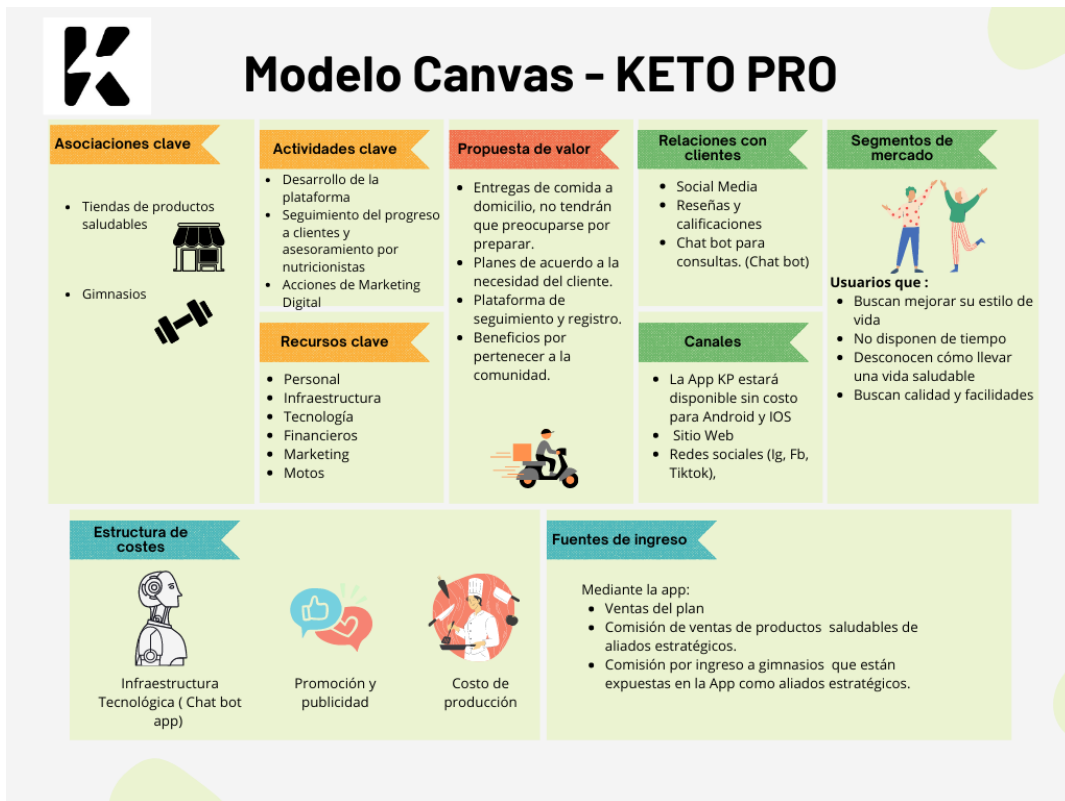 Modelo Canvas - KETO PRO
Asociaciones clave
• Tiendas de productos
saludables
• Gimnasios
Actividades clave
• Desarrollo de la
plataforma
• Seguimiento del progreso
a clientes y
asesoramiento por
nutricionistas
• Acciones de Marketing
Digital
Recursos clave
• Personal
• Infraestructura
• Tecnología
• Financieros
• Marketing
• Motos
Propuesta de valor
• Entregas de comida a
domicilio, no tendrán
que preocuparse por
preparar.
• Planes de acuerdo a la
necesidad del cliente.
• Plataforma de
seguimiento y registro.
• Beneficios por
pertenecer a la
comunidad.
Relaciones con
clientes
• Social Media
• Reseñas y
calificaciones
• Chat bot para
consultas. (Chat bot)
Canales
• La App KP estará
disponible sin costo
para Android y IOS
• Sitio Web
• Redes sociales (Ig, Fb,
Tiktok),
Segmentos de
mercado
Usuarios que :
• Buscan mejorar su estilo de
vida
• No disponen de tiempo
• Desconocen cómo llevar
una vida saludable
• Buscan calidad y facilidades
Estructura de
costes
Infraestructura
Tecnológica ( Chat bot
app)
Promoción y
publicidad
Costo de
producción
Fuentes de ingreso
Mediante la app:
• Ventas del plan
• Comisión de ventas de productos saludables de
aliados estratégicos.
• Comisión por ingreso a gimnasios que están
expuestas en la App como aliados estratégicos.